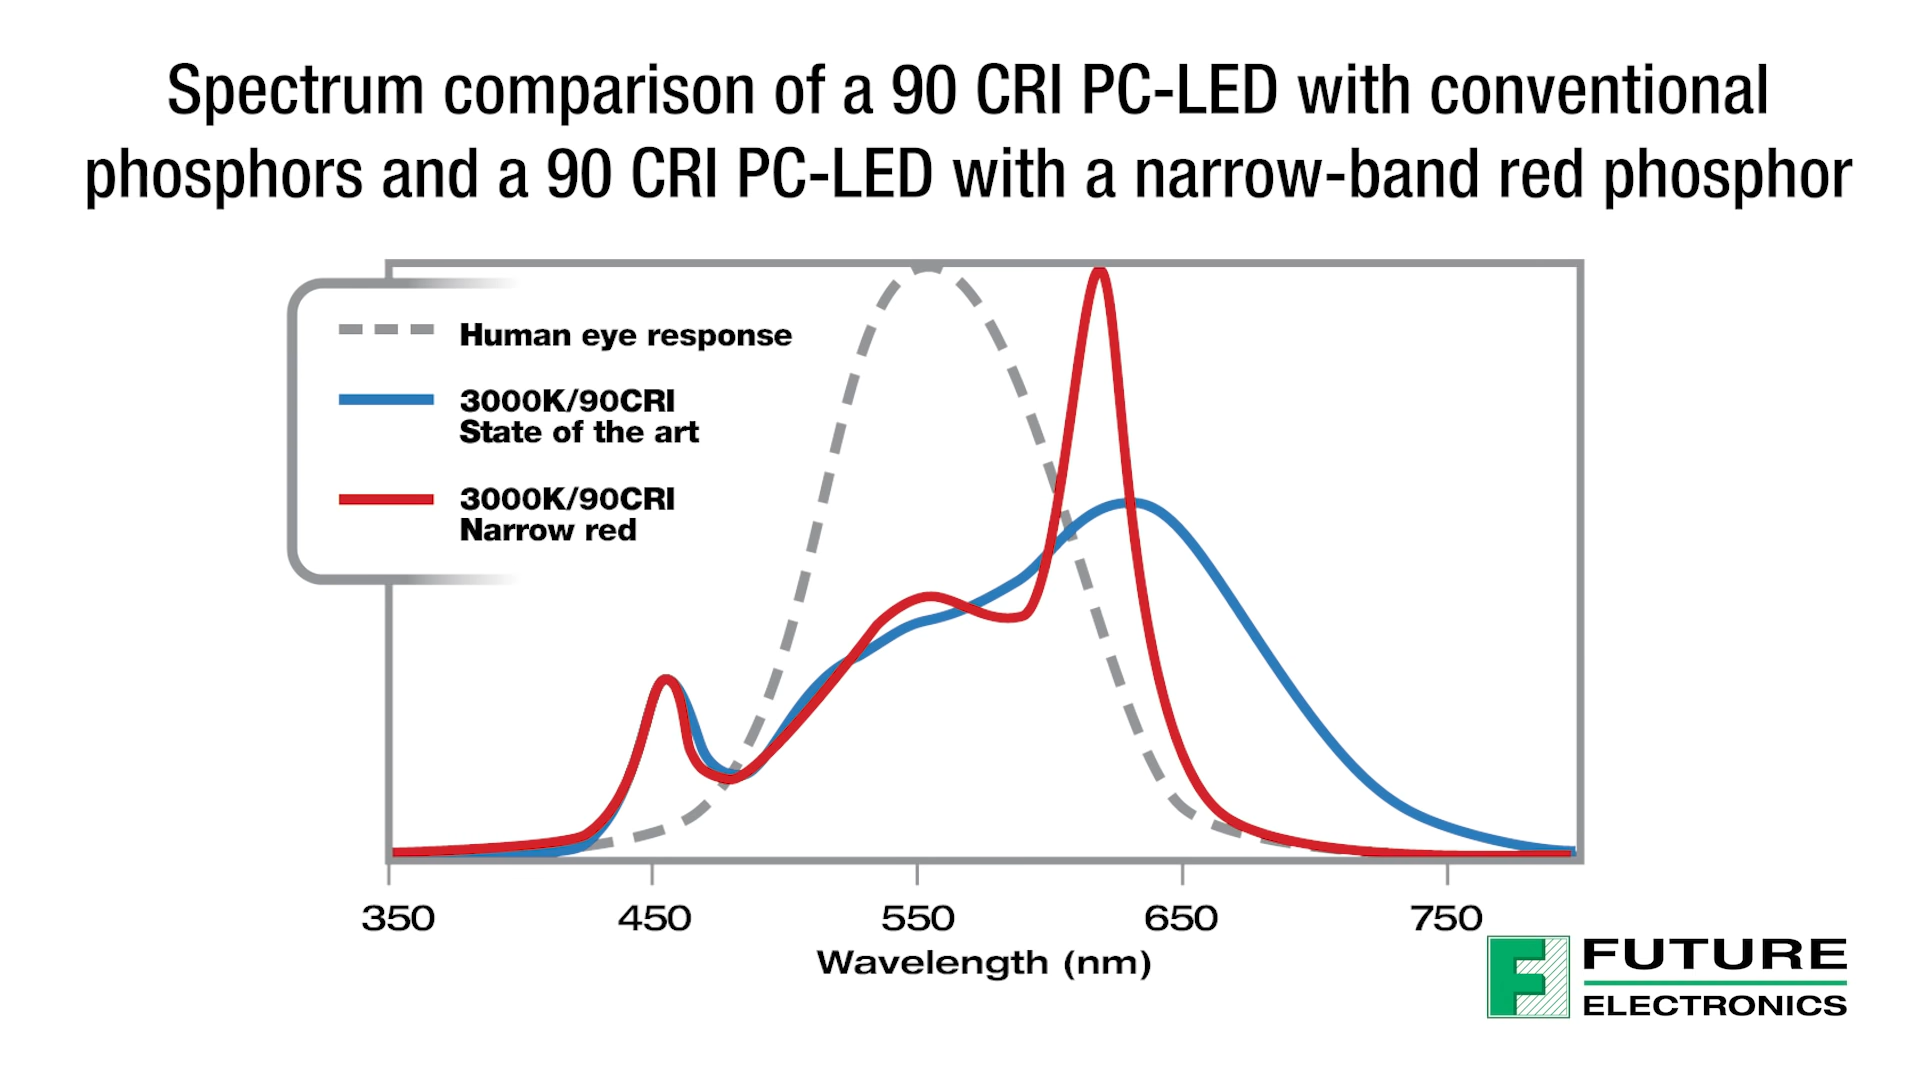 Spectrum comparison of a 90 CRI PC-LED with conventional
phosphors and a 90 CRI PC-LED with a narrow-band red phosphor
Human eye response
3000K/90CRI
State of the art
3000K/90CRI
Narrow red
350 450 550 650 750
Wavelength (nm)
F
FUTURE
ELECTRONICS